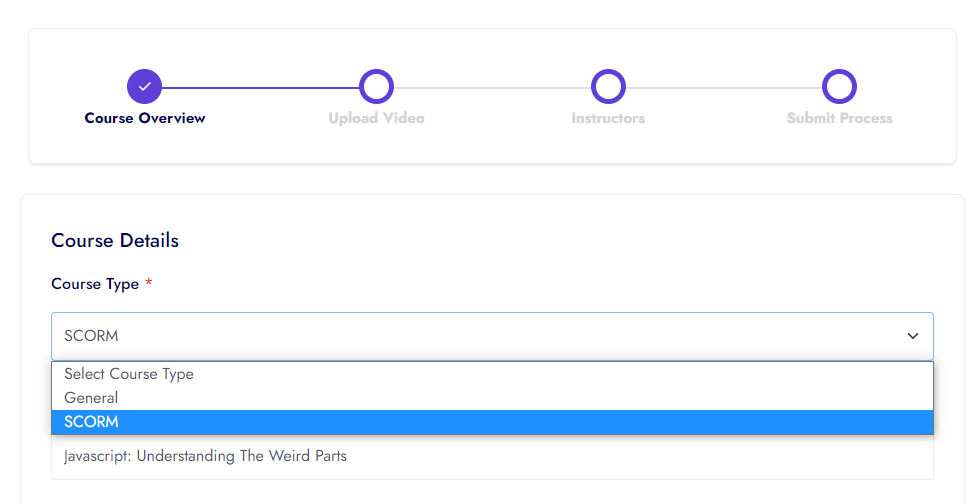 Course Overview
Upload Video
Instructors
Submit Process
Course Details
Course Type *
SCORM
Select Course Type
General
SCORM
Javascript: Understanding The Weird Parts